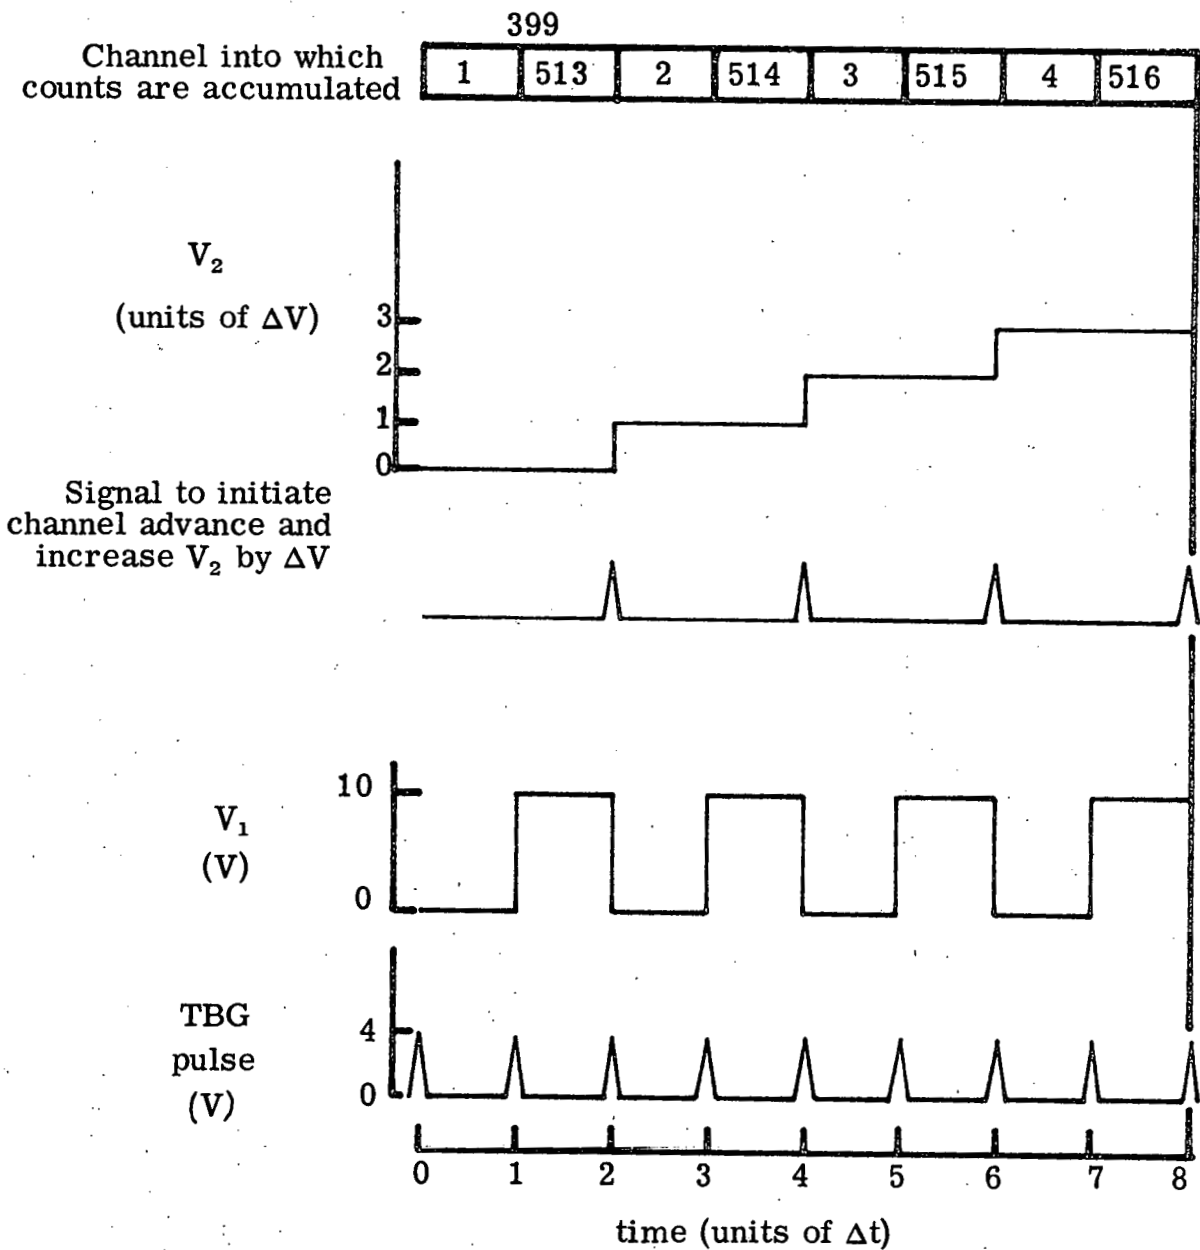 399
Channel into which
counts are accumulated
1 513 2 514 3 515 4 516
V₂
(units of ΔV)
3
2
1
0
Signal to initiate
channel advance and
increase V₂ by ΔV
10
V₁
(V)
0
TBG
pulse
(V)
4
0
0 1 2 3 4 5 6 7 8
time (units of Δt)